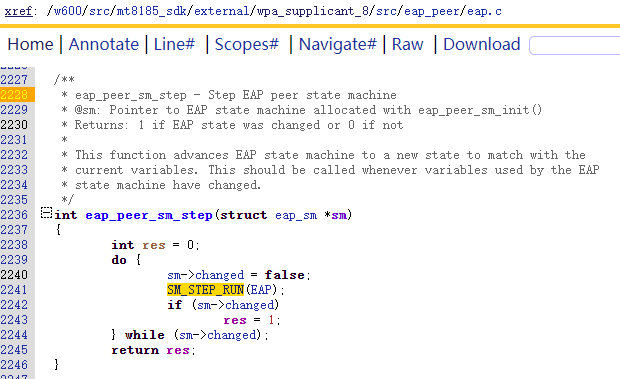 xref: /w600/src/mt8185_sdk/external/wpa_supplicant_8/src/eap_peer/eap.c
Home | Annotate | Line# | Scopes# | Navigate# | Raw | Download
2227 /**
2228  * eap_peer_sm_step - Step EAP peer state machine
2229  * @sm: Pointer to EAP state machine allocated with eap_peer_sm_init()
2230  * Returns: 1 if EAP state was changed or 0 if not
2231  *
2232  * This function advances EAP state machine to a new state to match with the
2233  * current variables. This should be called whenever variables used by the EAP
2234  * state machine have changed.
2235  */
2236 int eap_peer_sm_step(struct eap_sm *sm)
2237 {
2238         int res = 0;
2239         do {
2240                 sm->changed = false;
2241                 SM_STEP_RUN(EAP);
2242                 if (sm->changed)
2243                         res = 1;
2244         } while (sm->changed);
2245         return res;
2246 }